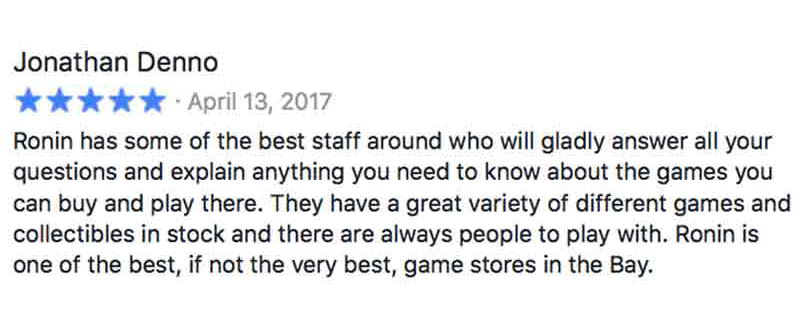 Jonathan Denno
· April 13, 2017
Ronin has some of the best staff around who will gladly answer all your
questions and explain anything you need to know about the games you
can buy and play there. They have a great variety of different games and
collectibles in stock and there are always people to play with. Ronin is
one of the best, if not the very best, game stores in the Bay.